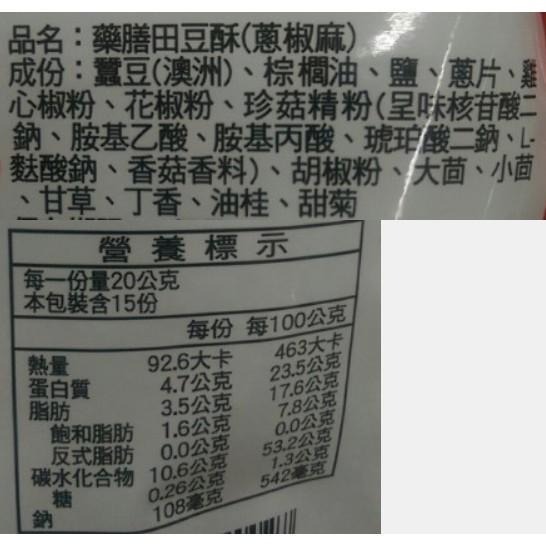 品名：藥膳田豆酥(蔥椒麻)
成份：蠶豆(澳洲)、棕櫚油、鹽、蔥片、雞
心椒粉、花椒粉、珍菇精粉(呈味核苷酸二
鈉、胺基乙酸、胺基丙酸、琥珀酸二鈉、L-
麩酸鈉、香菇香料)、胡椒粉、大茴、小茴
、甘草、丁香、油桂、甜菊
營養標示
每一份量20公克
本包裝含15份
每份 每100公克
熱量 92.6大卡 463大卡
蛋白質 4.7公克 23.5公克
脂肪 3.5公克 17.6公克
飽和脂肪 1.6公克 7.8公克
反式脂肪 0.0公克 0.0公克
碳水化合物 10.6公克 53.2公克
糖 0.26公克 1.3公克
鈉 108毫克 542毫克